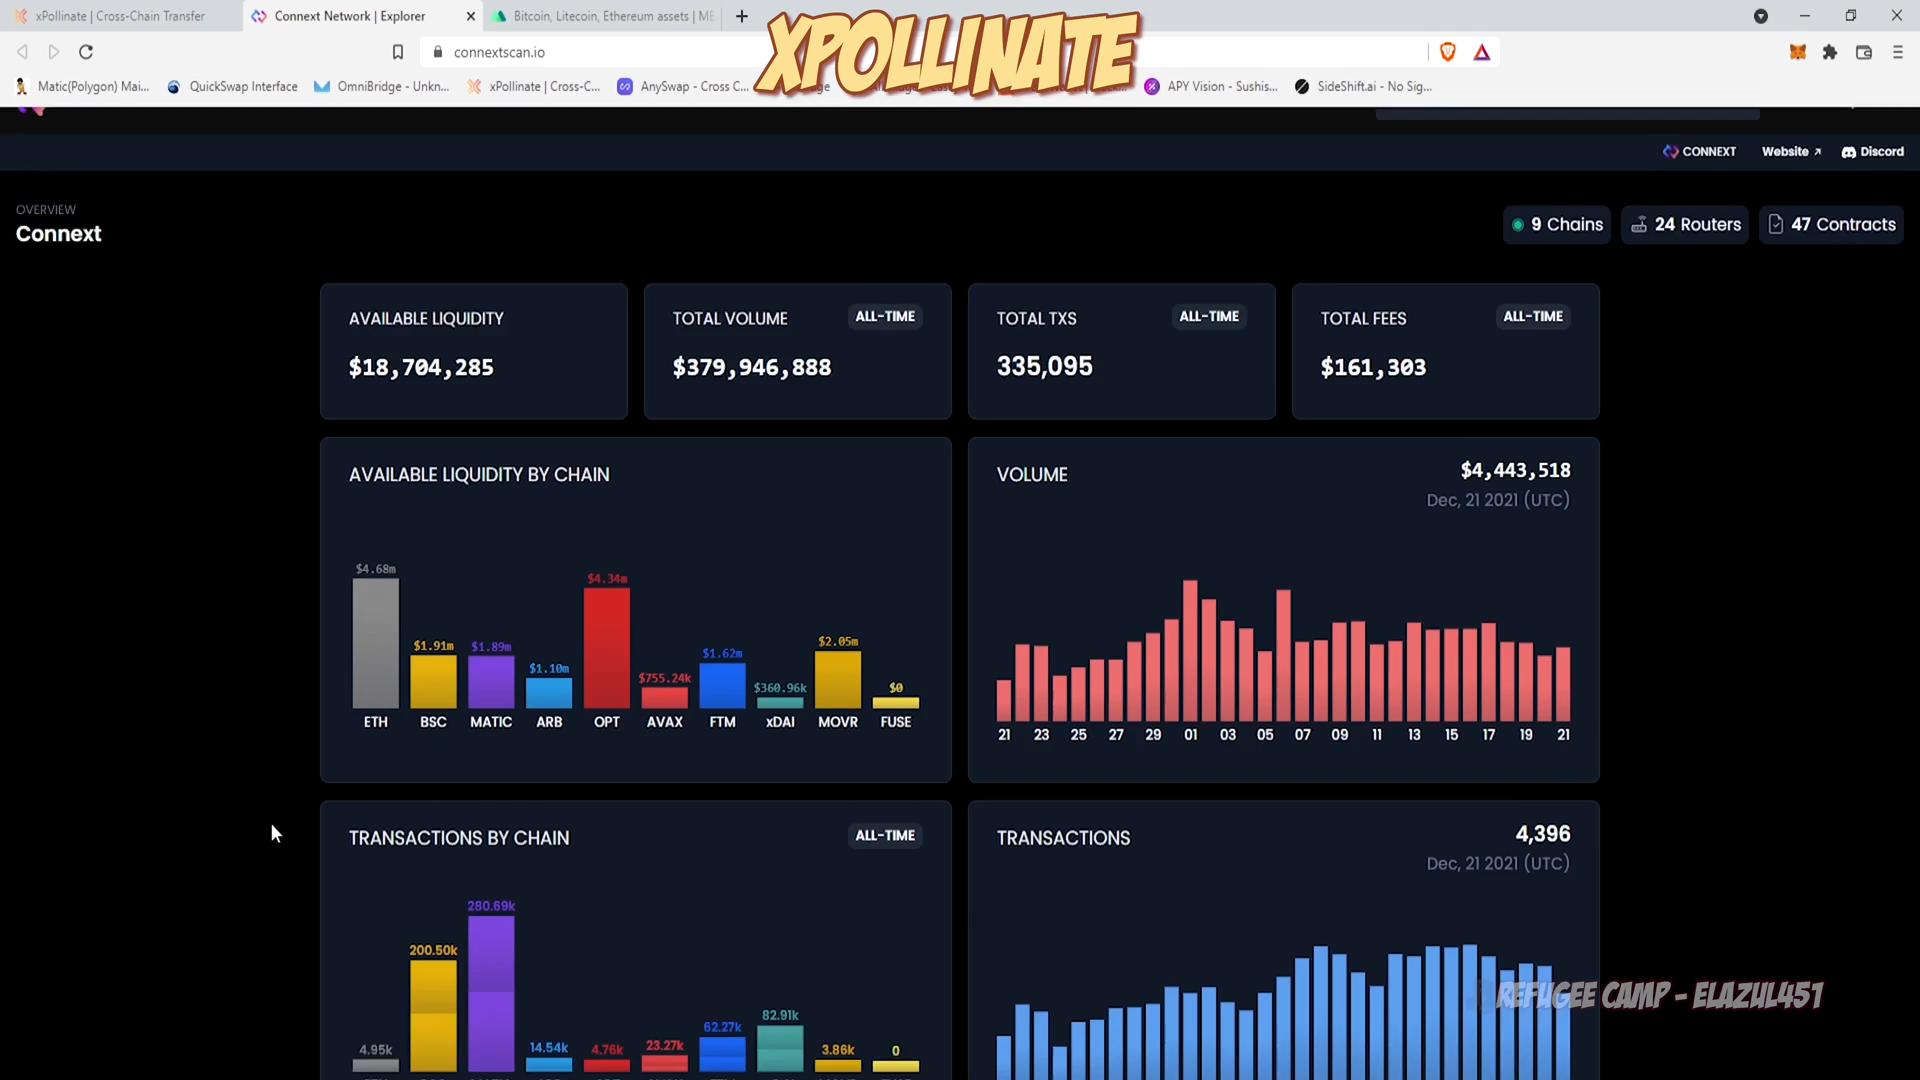 xPollinate | Cross-Chain Transfer
Connext Network | Explorer
Bitcoin, Litecoin, Ethereum assets | ME
XPOLLINATE
connextscan.io
Matic(Polygon) Mai...
QuickSwap Interface
OmniBridge - Unkn...
xPollinate | Cross-C...
AnySwap - Cross C...
APY Vision - Sushis...
SideShift.ai - No Sig...
CONNEXT
Website
Discord
OVERVIEW
Connext
9 Chains
24 Routers
47 Contracts
AVAILABLE LIQUIDITY
$18,704,285
TOTAL VOLUME
ALL-TIME
$379,946,888
TOTAL TXS
ALL-TIME
335,095
TOTAL FEES
ALL-TIME
$161,303
AVAILABLE LIQUIDITY BY CHAIN
$4.68m
$1.91m
$1.89m
$1.10m
$4.34m
$755.24k
$1.62m
$360.96k
$2.05m
$0
ETH BSC MATIC ARB OPT AVAX FTM xDAI MOVR FUSE
VOLUME
$4,443,518
Dec, 21 2021 (UTC)
21 23 25 27 29 01 03 05 07 09 11 13 15 17 19 21
TRANSACTIONS BY CHAIN
ALL-TIME
4.95k
200.50k
280.69k
14.54k
4.76k
23.27k
62.27k
82.91k
3.86k
0
TRANSACTIONS
4,396
Dec, 21 2021 (UTC)
REFUGEE CAMP - ELAZUL451